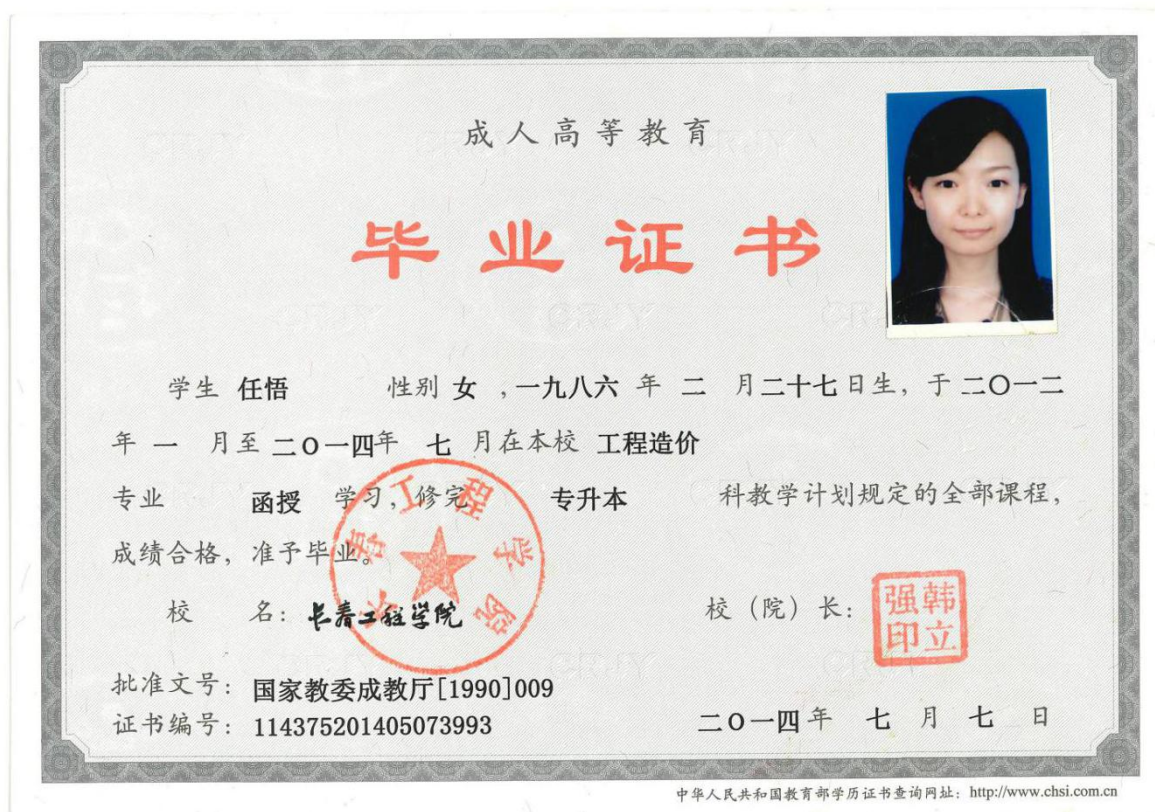 成人高等教育
毕业证书
学生 任悟 性别 女 ，一九八六 年 二 月二十七日生，于 二〇一二
年 一 月至 二〇一四年 七 月在本校 工程造价
专业 函授 学习，修完 专升本 科教学计划规定的全部课程，
成绩合格，准予毕业。
校 名：长春工程学院
长春工程学院
校（院）长：
韩立强印
批准文号：国家教委成教厅[1990]009
证书编号：114375201405073993
二〇一四年 七 月 七 日
中华人民共和国教育部学历证书查询网址：http://www.chsi.com.cn